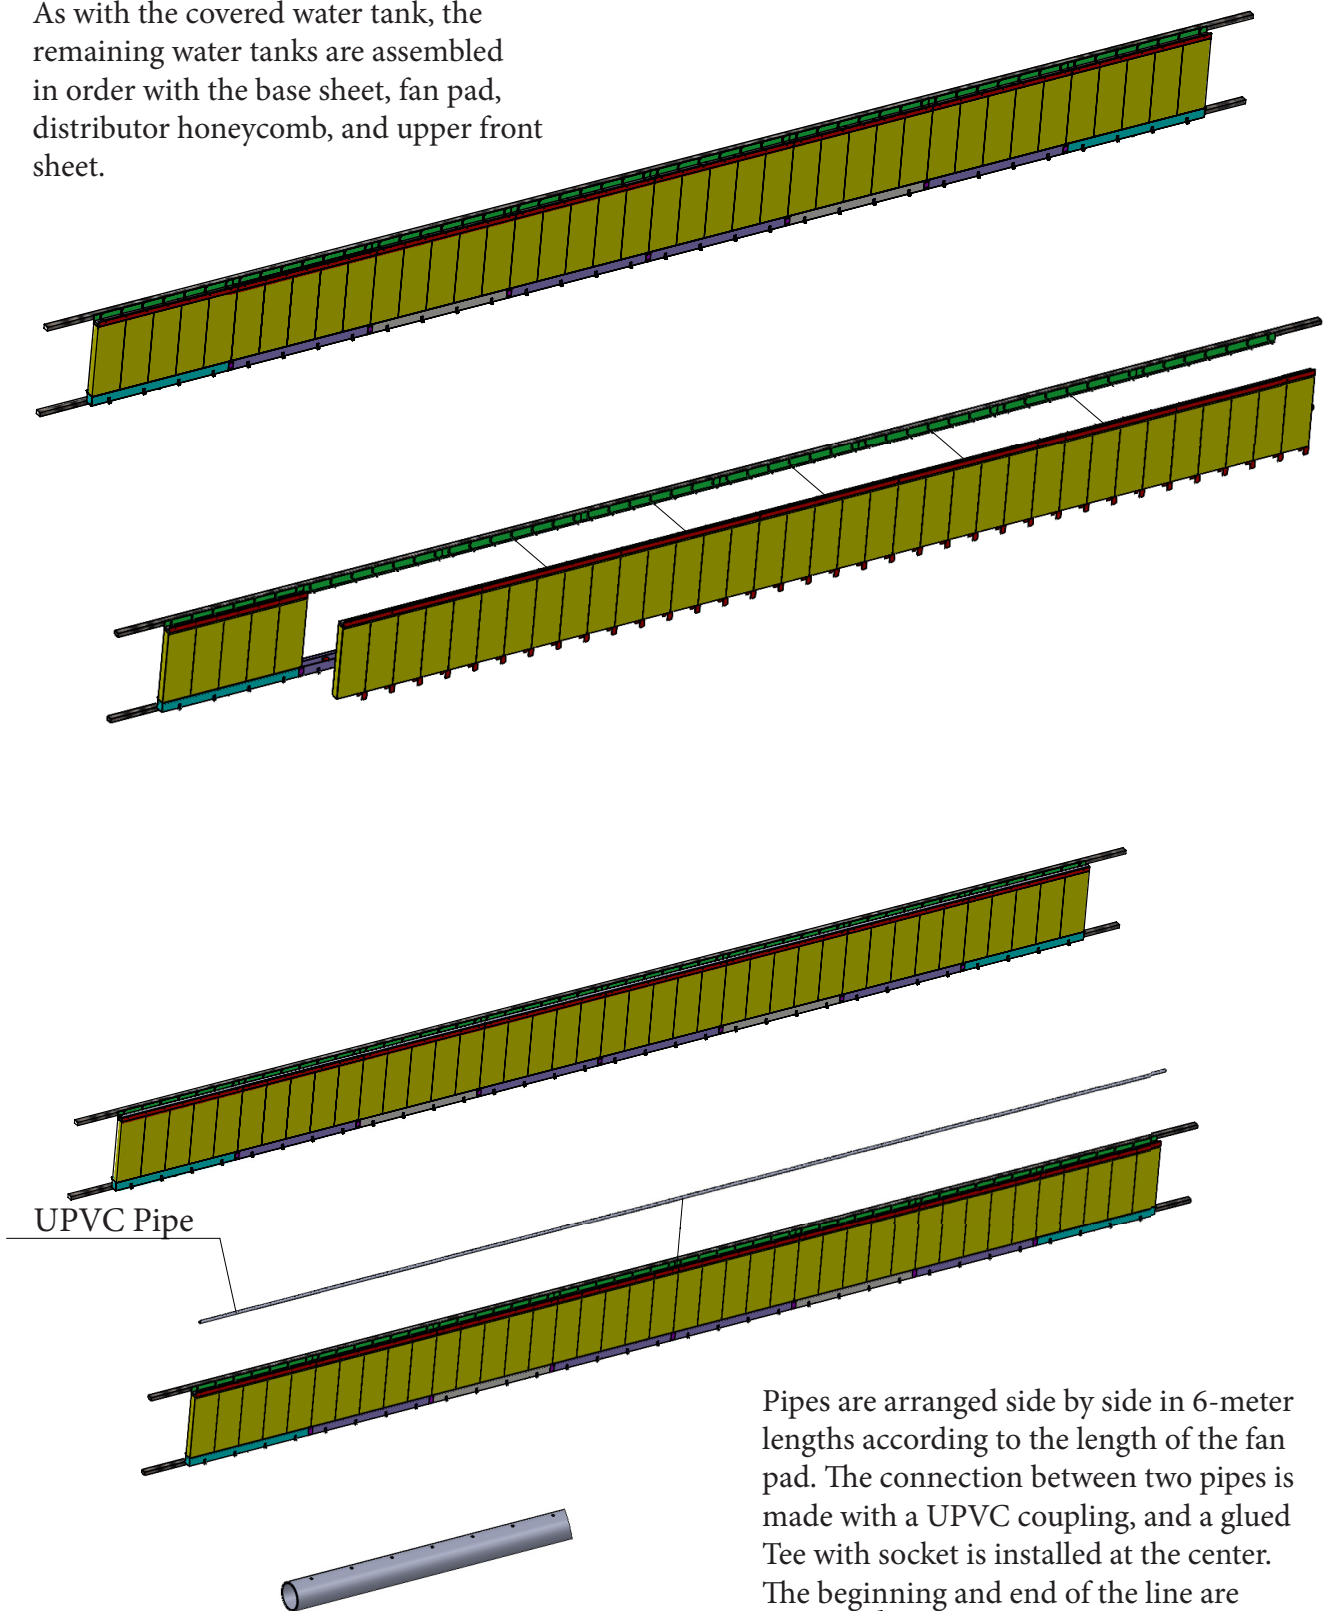 As with the covered water tank, the
remaining water tanks are assembled
in order with the base sheet, fan pad,
distributor honeycomb, and upper front
sheet.
UPVC Pipe
Pipes are arranged side by side in 6-meter
lengths according to the length of the fan
pad. The connection between two pipes is
made with a UPVC coupling, and a glued
Tee with socket is installed at the center.
The beginning and end of the line are